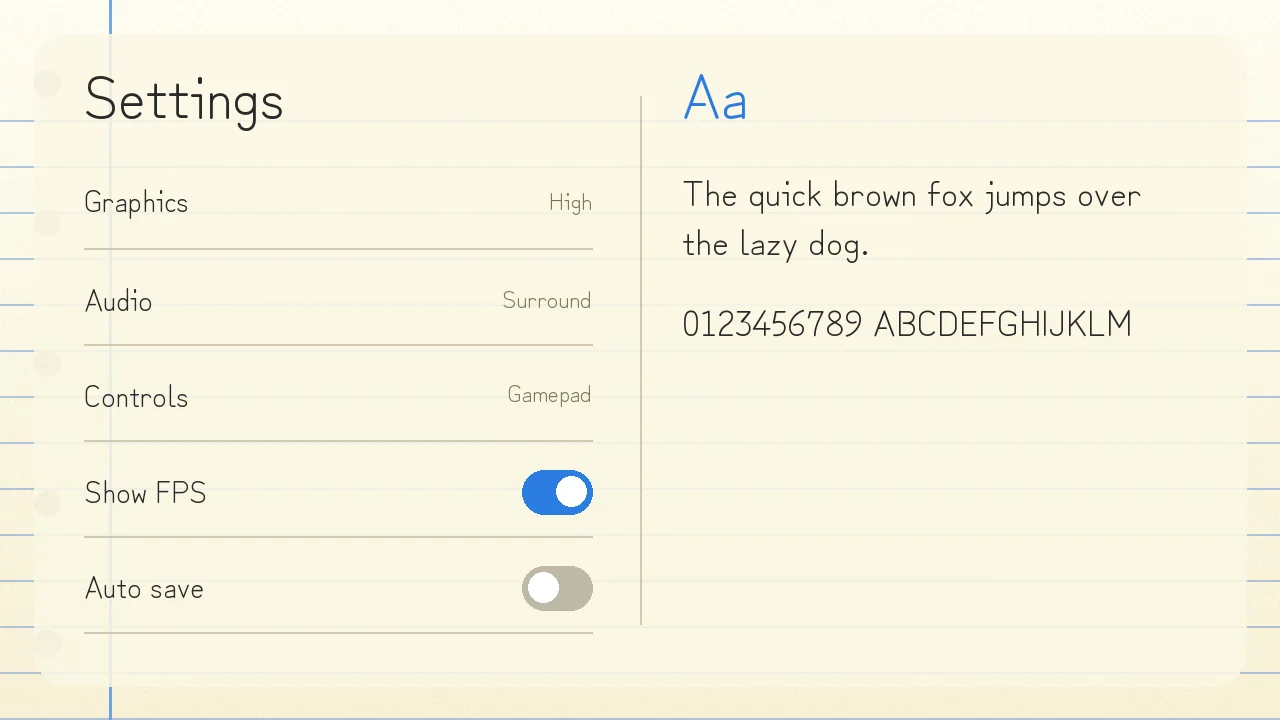 Settings
Graphics High
Audio Surround
Controls Gamepad
Show FPS
Auto save
Aa
The quick brown fox jumps over
the lazy dog.
0123456789 ABCDEFGHIJKLM